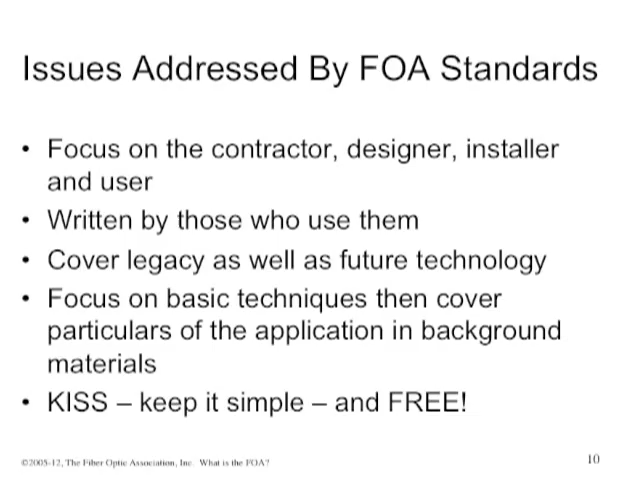 Issues Addressed By FOA Standards
• Focus on the contractor, designer, installer
and user
• Written by those who use them
• Cover legacy as well as future technology
• Focus on basic techniques then cover
particulars of the application in background
materials
• KISS – keep it simple – and FREE!
©2005-12, The Fiber Optic Association, Inc. What is the FOA?
10